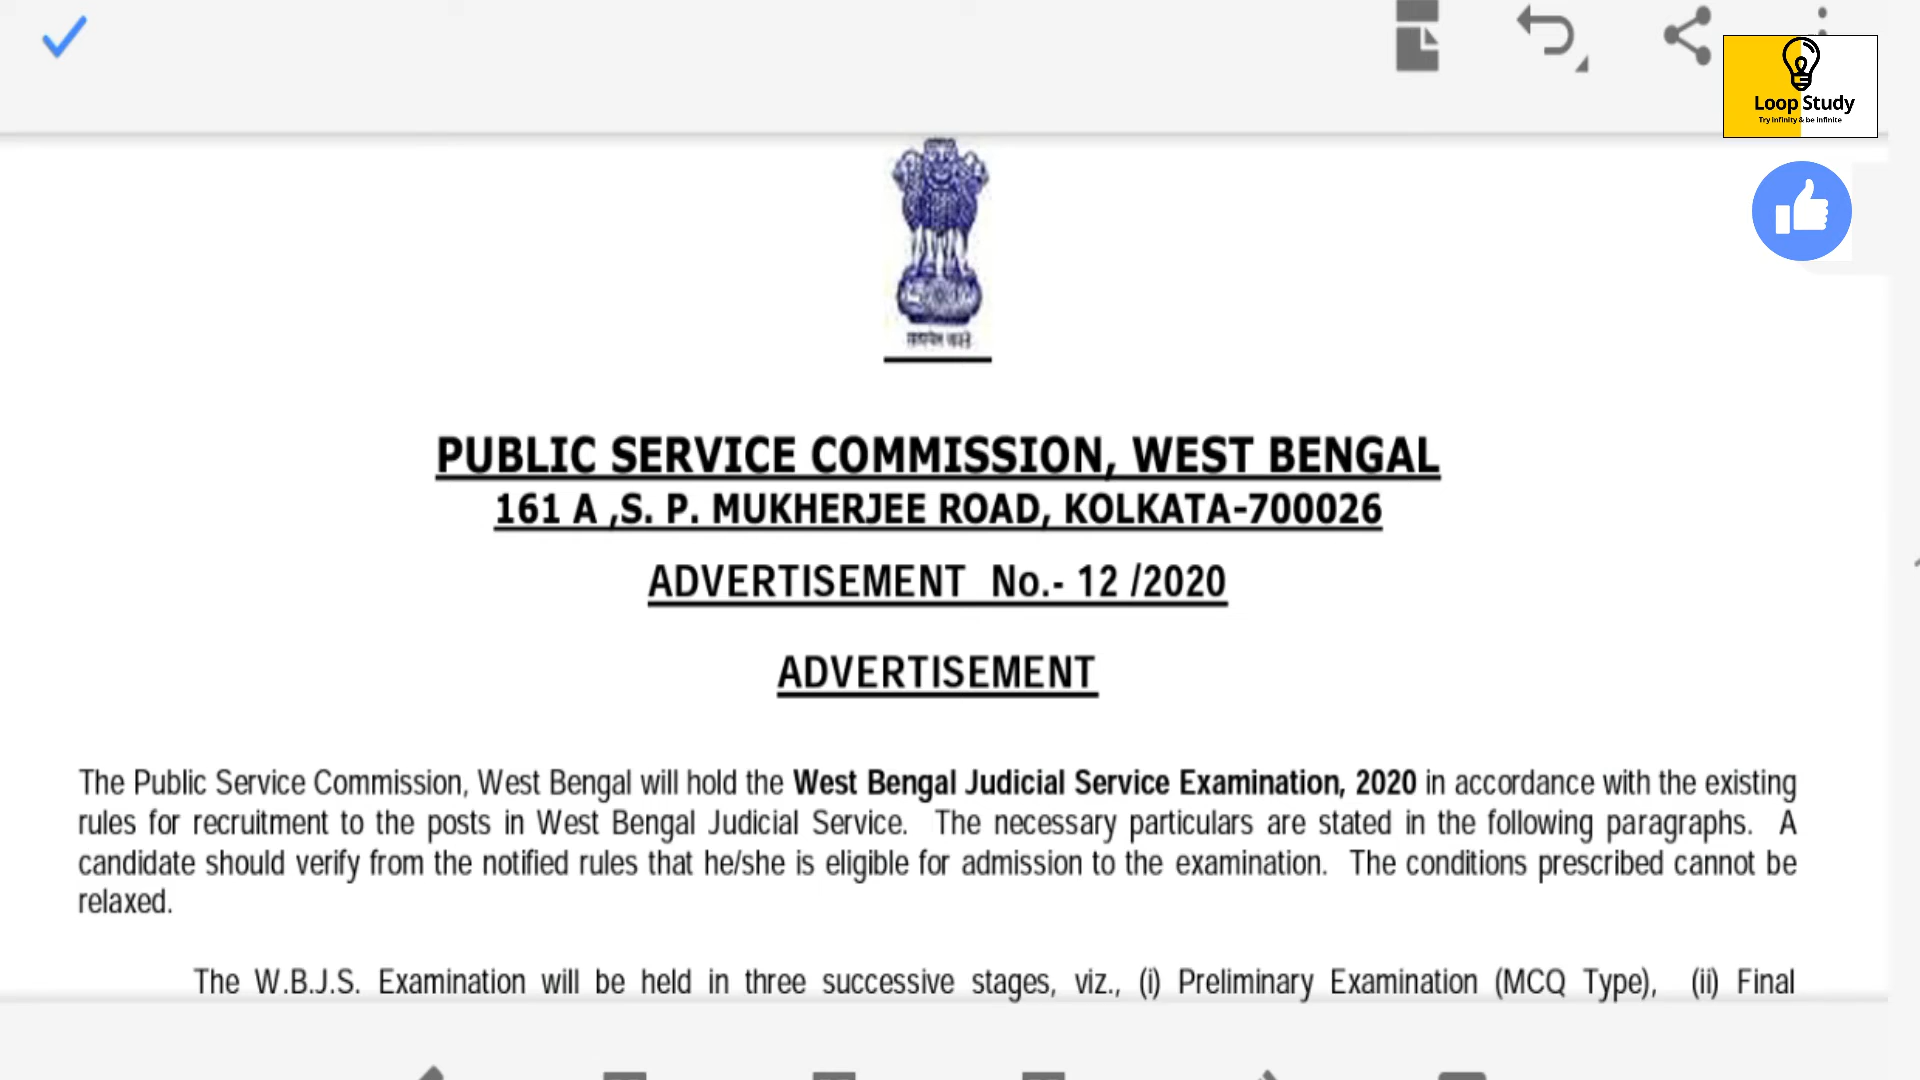 Loop Study
Try infinity & be infinite
PUBLIC SERVICE COMMISSION, WEST BENGAL
161 A ,S. P. MUKHERJEE ROAD, KOLKATA-700026
ADVERTISEMENT No.- 12 /2020
ADVERTISEMENT
The Public Service Commission, West Bengal will hold the West Bengal Judicial Service Examination, 2020 in accordance with the existing
rules for recruitment to the posts in West Bengal Judicial Service. The necessary particulars are stated in the following paragraphs. A
candidate should verify from the notified rules that he/she is eligible for admission to the examination. The conditions prescribed cannot be
relaxed.
The W.B.J.S. Examination will be held in three successive stages, viz., (i) Preliminary Examination (MCQ Type), (ii) Final